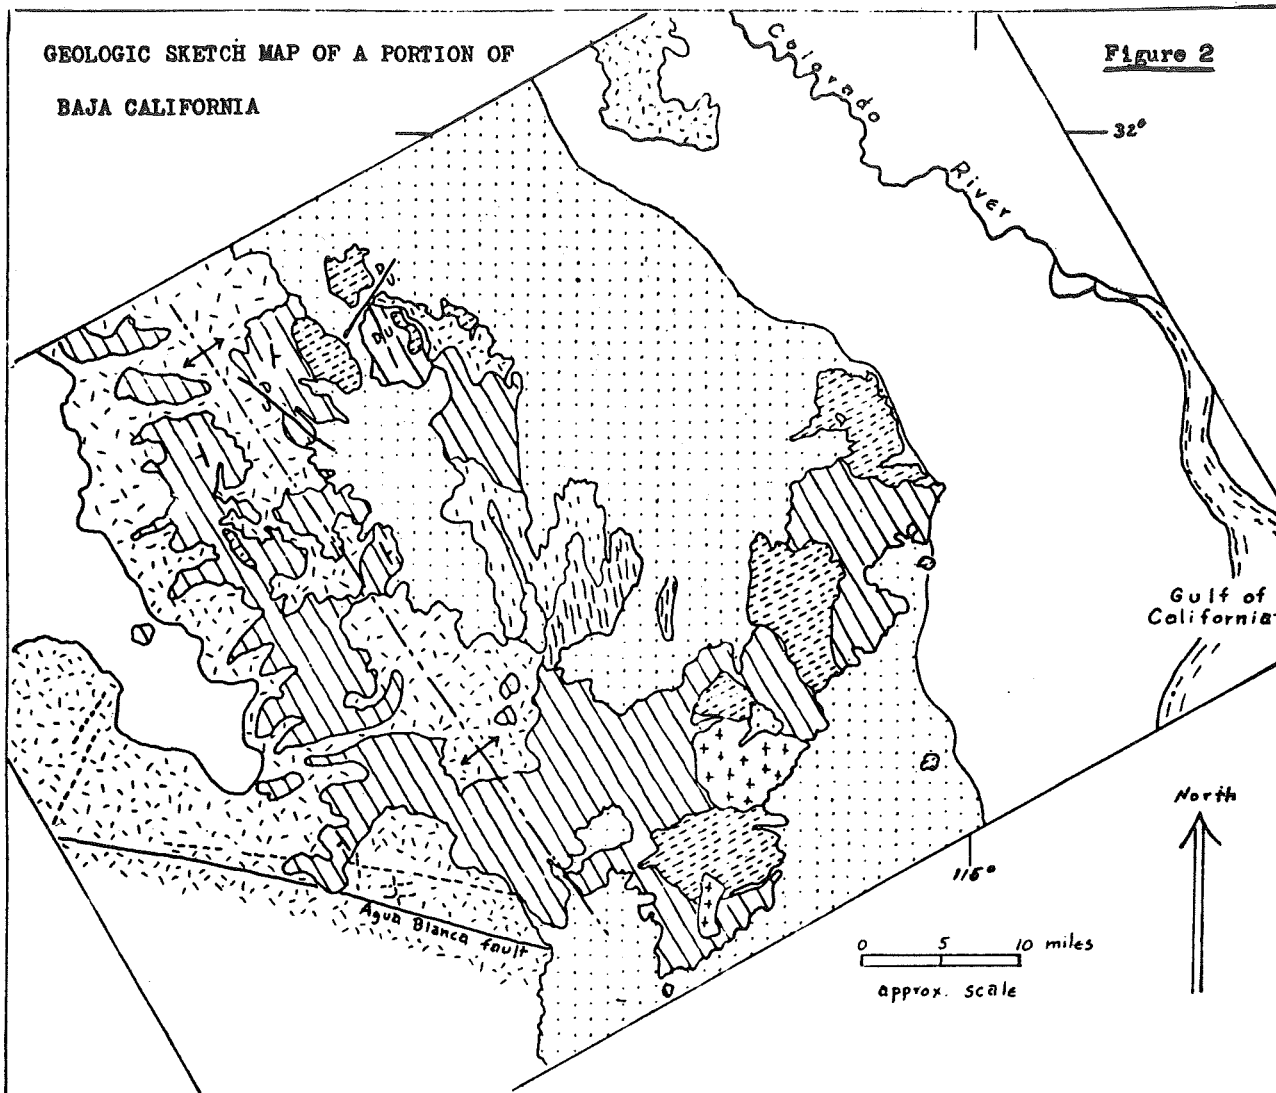 GEOLOGIC SKETCH MAP OF A PORTION OF
BAJA CALIFORNIA
Figure 2
Colorado
River
32°
D
U
D
U
U
D
Gulf of
California
North
115°
Agua Blanca fault
0 5 10 miles
approx. scale